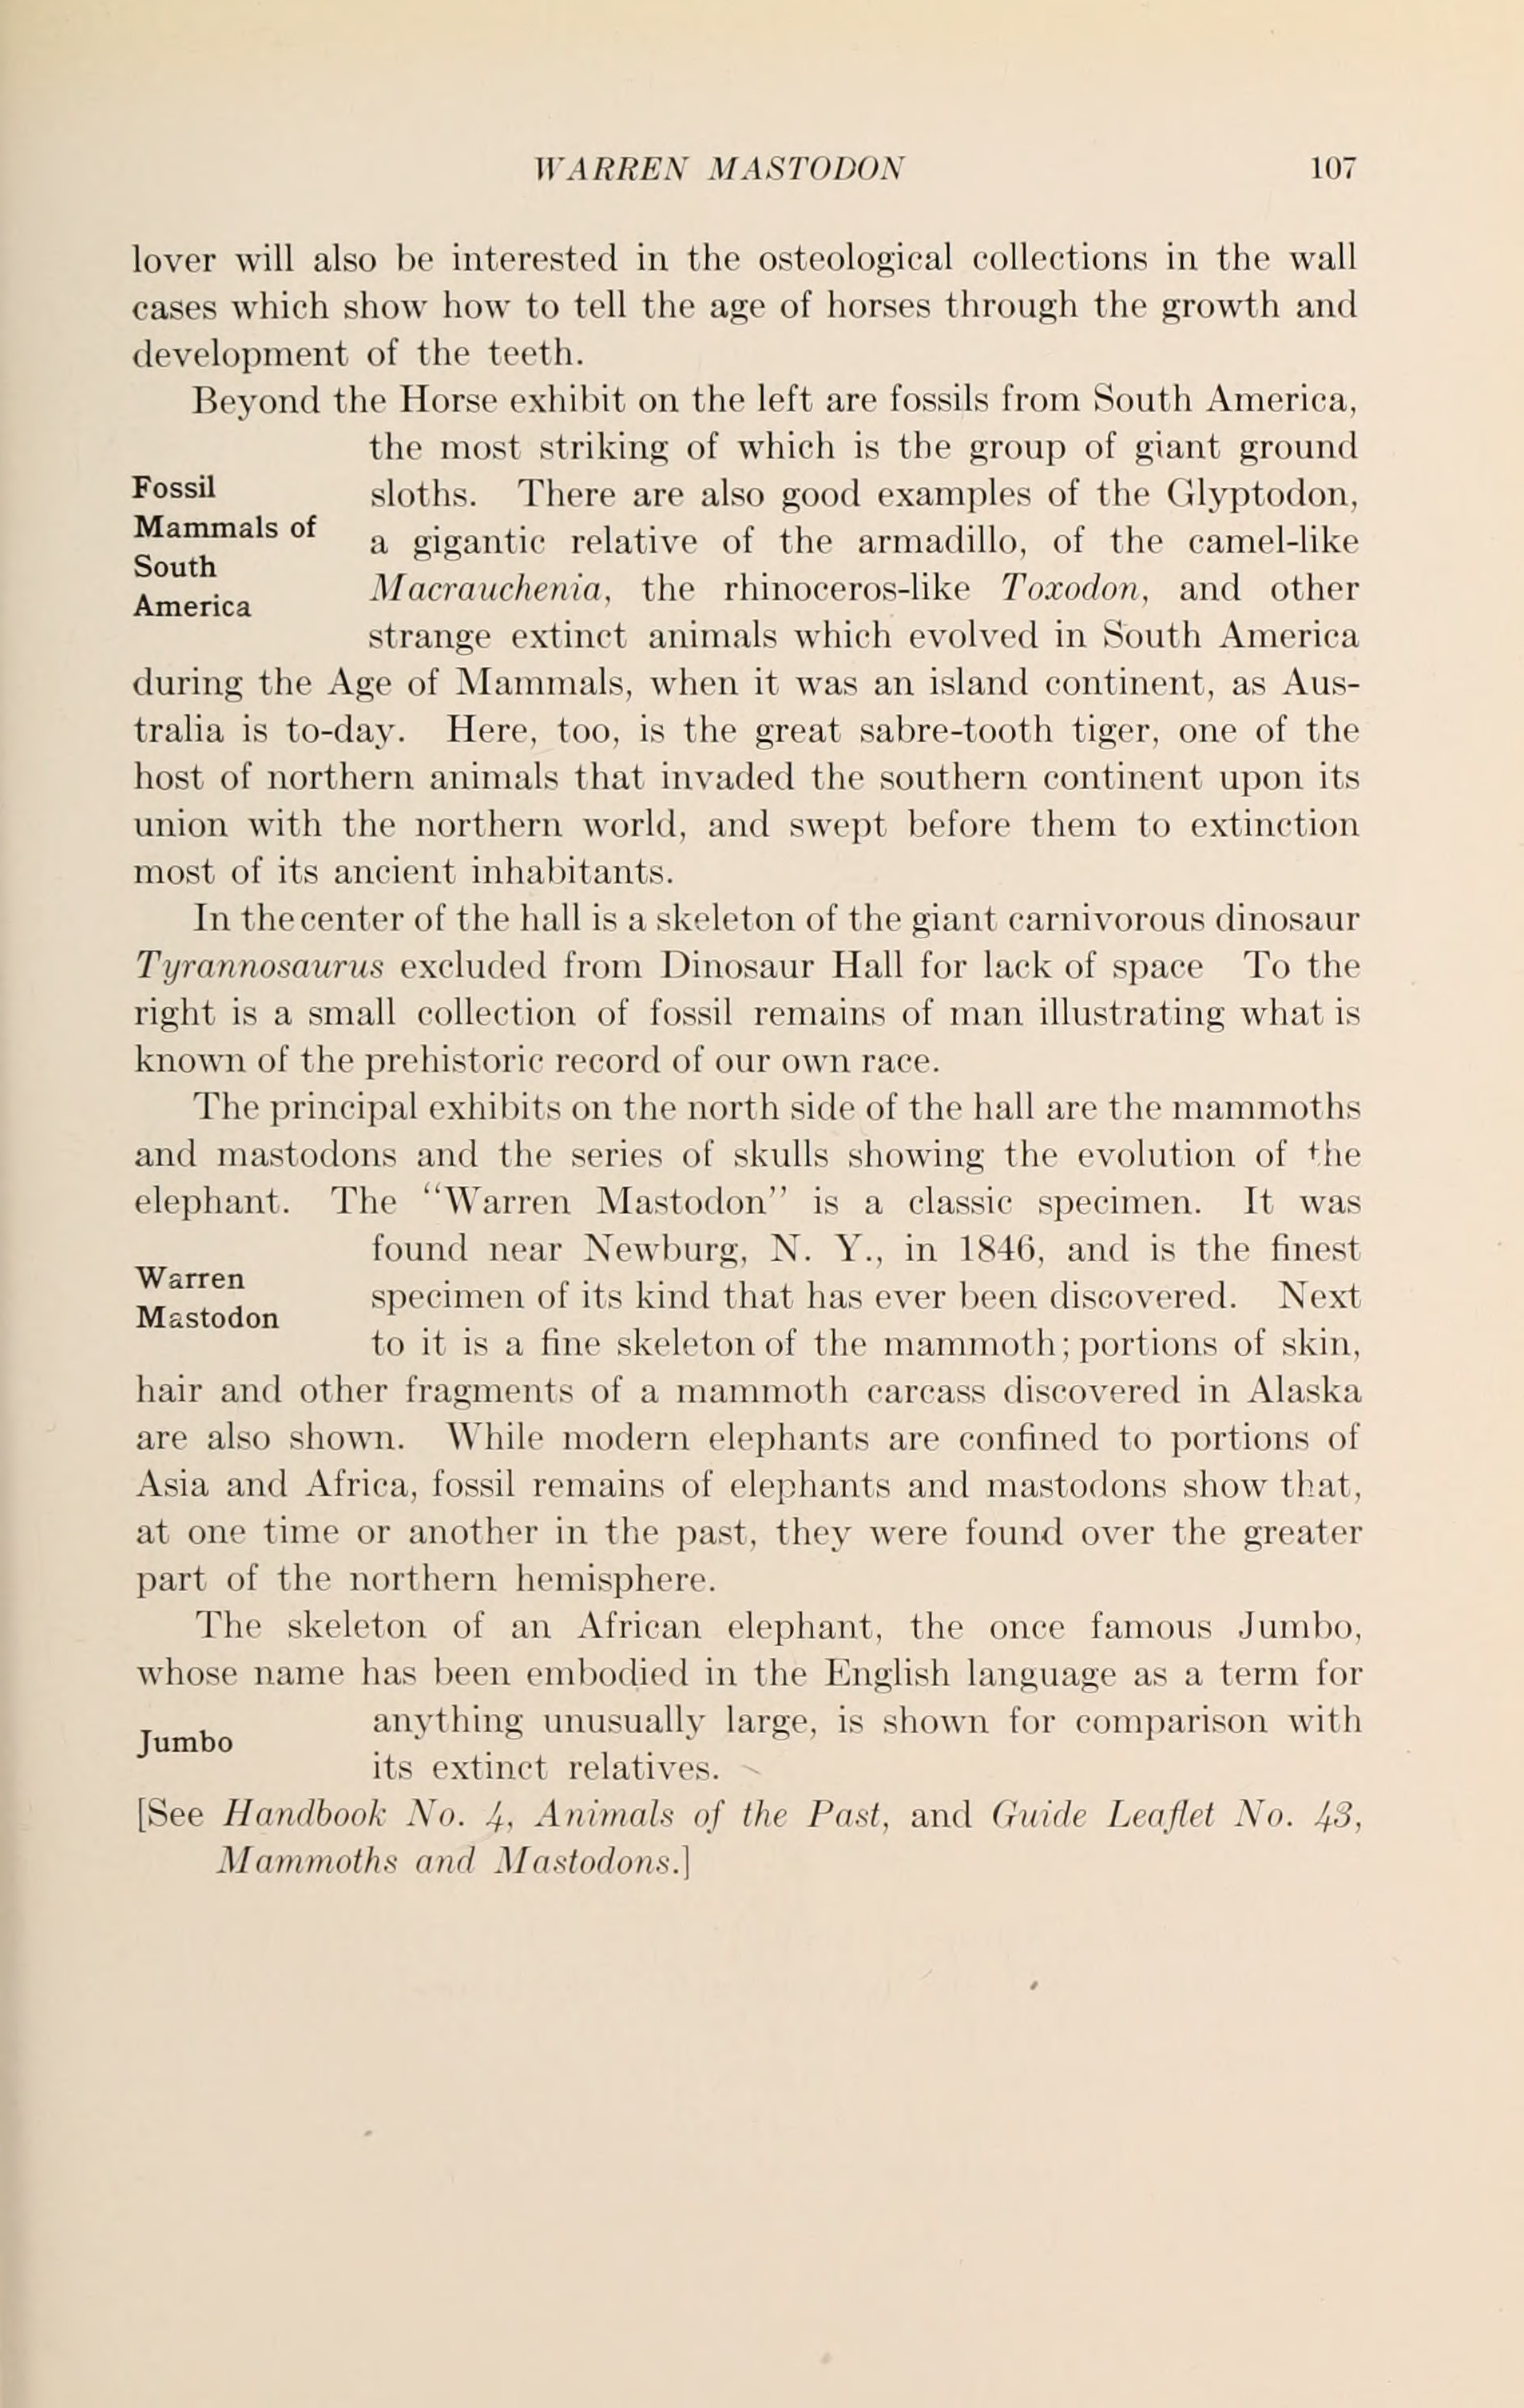 WARREN MASTODON 107
lover will also be interested in the osteological collections in the wall
cases which show how to tell the age of horses through the growth and
development of the teeth.
Beyond the Horse exhibit on the left are fossils from South America,
the most striking of which is the group of giant ground
Fossil
Mammals of
South
America
sloths. There are also good examples of the Glyptodon,
a gigantic relative of the armadillo, of the camel-like
Macrauchenia, the rhinoceros-like Toxodon, and other
strange extinct animals which evolved in South America
during the Age of Mammals, when it was an island continent, as Aus-
tralia is to-day. Here, too, is the great sabre-tooth tiger, one of the
host of northern animals that invaded the southern continent upon its
union with the northern world, and swept before them to extinction
most of its ancient inhabitants.
In the center of the hall is a skeleton of the giant carnivorous dinosaur
Tyrannosaurus excluded from Dinosaur Hall for lack of space To the
right is a small collection of fossil remains of man illustrating what is
known of the prehistoric record of our own race.
The principal exhibits on the north side of the hall are the mammoths
and mastodons and the series of skulls showing the evolution of the
elephant. The "Warren Mastodon" is a classic specimen. It was
found near Newburg, N. Y., in 1846, and is the finest
Warren
Mastodon
specimen of its kind that has ever been discovered. Next
to it is a fine skeleton of the mammoth; portions of skin,
hair and other fragments of a mammoth carcass discovered in Alaska
are also shown. While modern elephants are confined to portions of
Asia and Africa, fossil remains of elephants and mastodons show that,
at one time or another in the past, they were found over the greater
part of the northern hemisphere.
The skeleton of an African elephant, the once famous Jumbo,
whose name has been embodied in the English language as a term for
Jumbo
anything unusually large, is shown for comparison with
its extinct relatives.
[See Handbook No. 4, Animals of the Past, and Guide Leaflet No. 43,
Mammoths and Mastodons.]